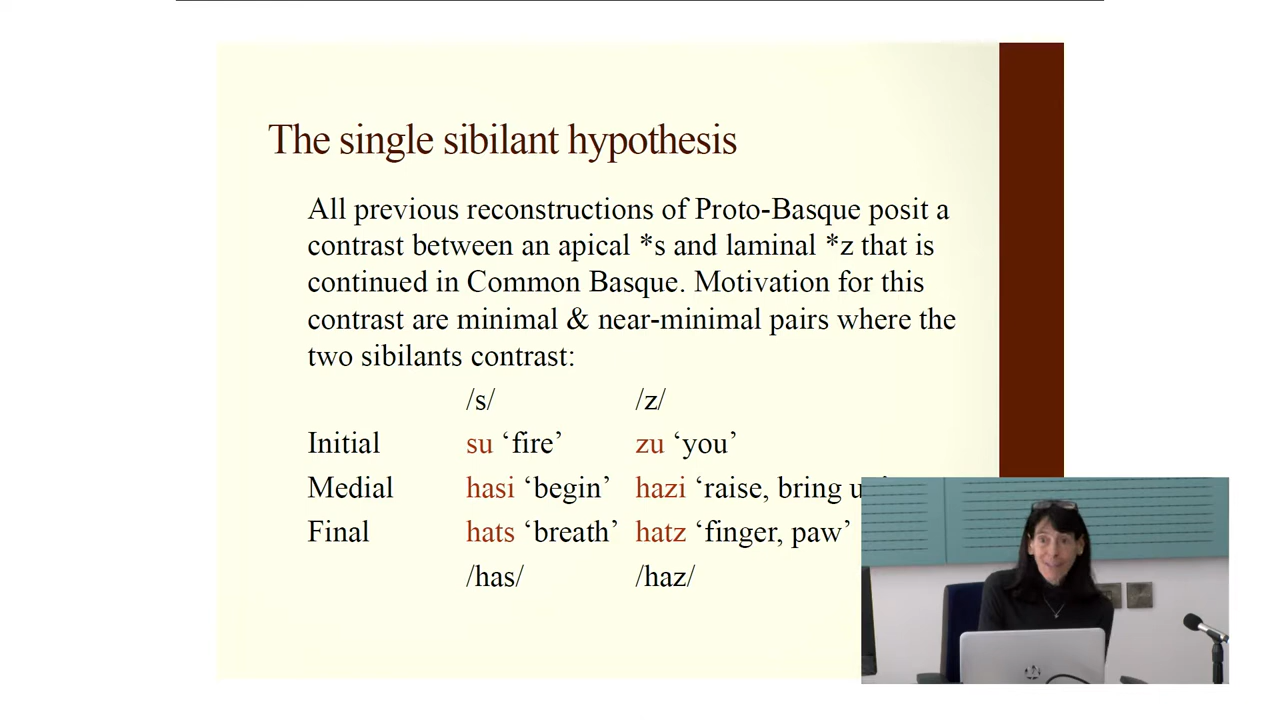 The single sibilant hypothesis
All previous reconstructions of Proto-Basque posit a
contrast between an apical *s and laminal *z that is
continued in Common Basque. Motivation for this
contrast are minimal & near-minimal pairs where the
two sibilants contrast:
/s/ /z/
Initial su ‘fire’ zu ‘you’
Medial hasi ‘begin’ hazi ‘raise, bring
Final hats ‘breath’ hatz ‘finger, paw’
/has/ /haz/